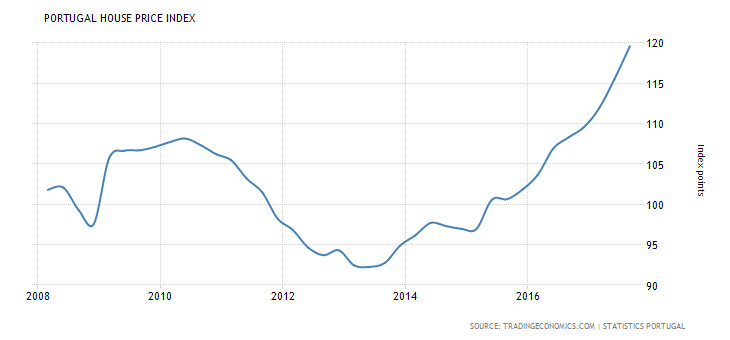 PORTUGAL HOUSE PRICE INDEX
120
115
110
105
100
95
90
Index points
2008 2010 2012 2014 2016
SOURCE: TRADINGECONOMICS.COM | STATISTICS PORTUGAL